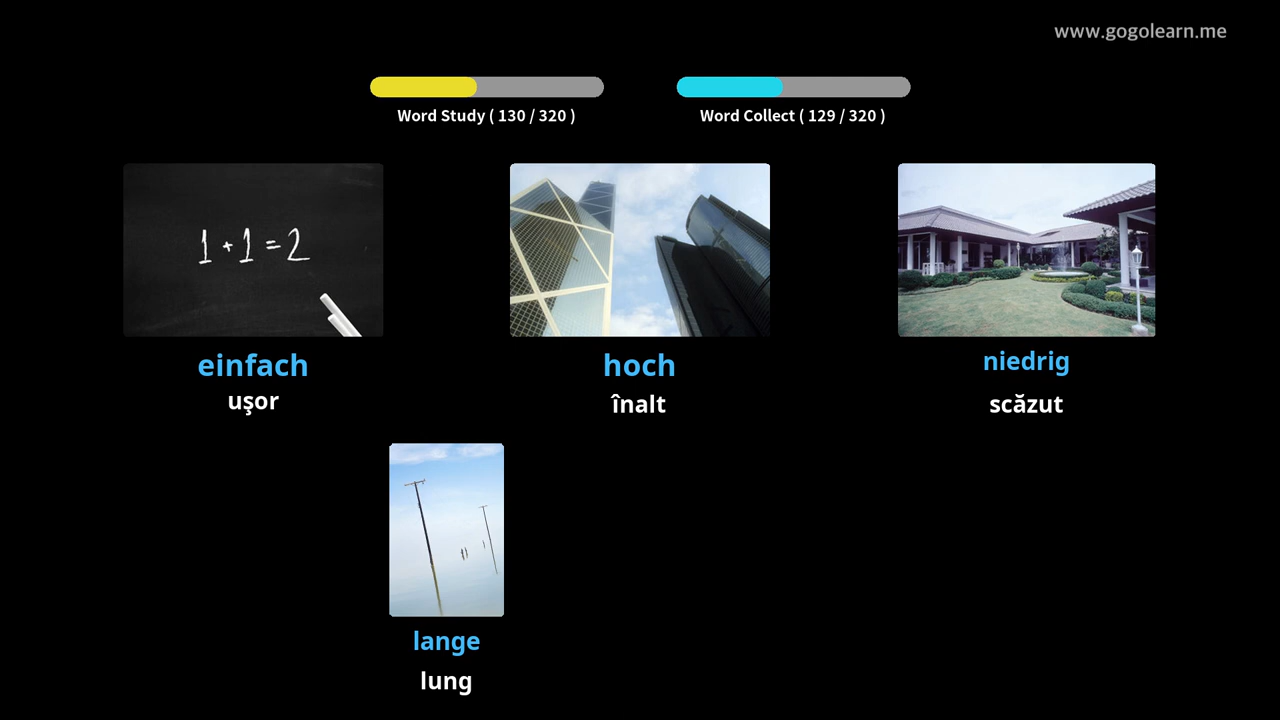 www.gogolearn.me
Word Study ( 130 / 320 )
Word Collect ( 129 / 320 )
1 + 1 = 2
einfach
hoch
niedrig
uşor
înalt
scăzut
lange
lung